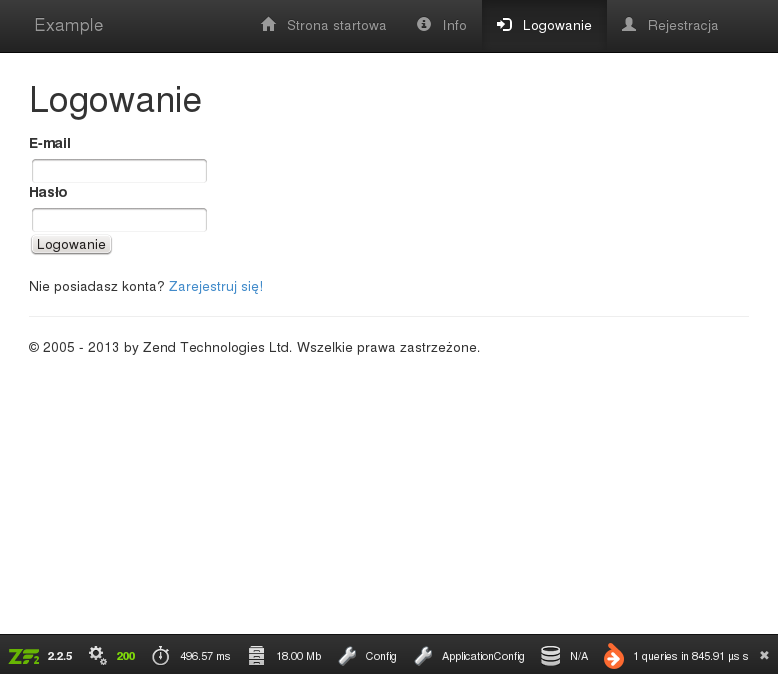 Example Strona startowa Info Logowanie Rejestracja
Logowanie
E-mail
Hasło
Logowanie
Nie posiadasz konta? Zarejestruj się!
© 2005 - 2013 by Zend Technologies Ltd. Wszelkie prawa zastrzeżone.
ZF2 2.2.5 200 496.57 ms 18.00 Mb Config ApplicationConfig N/A 1 queries in 845.91 µs s